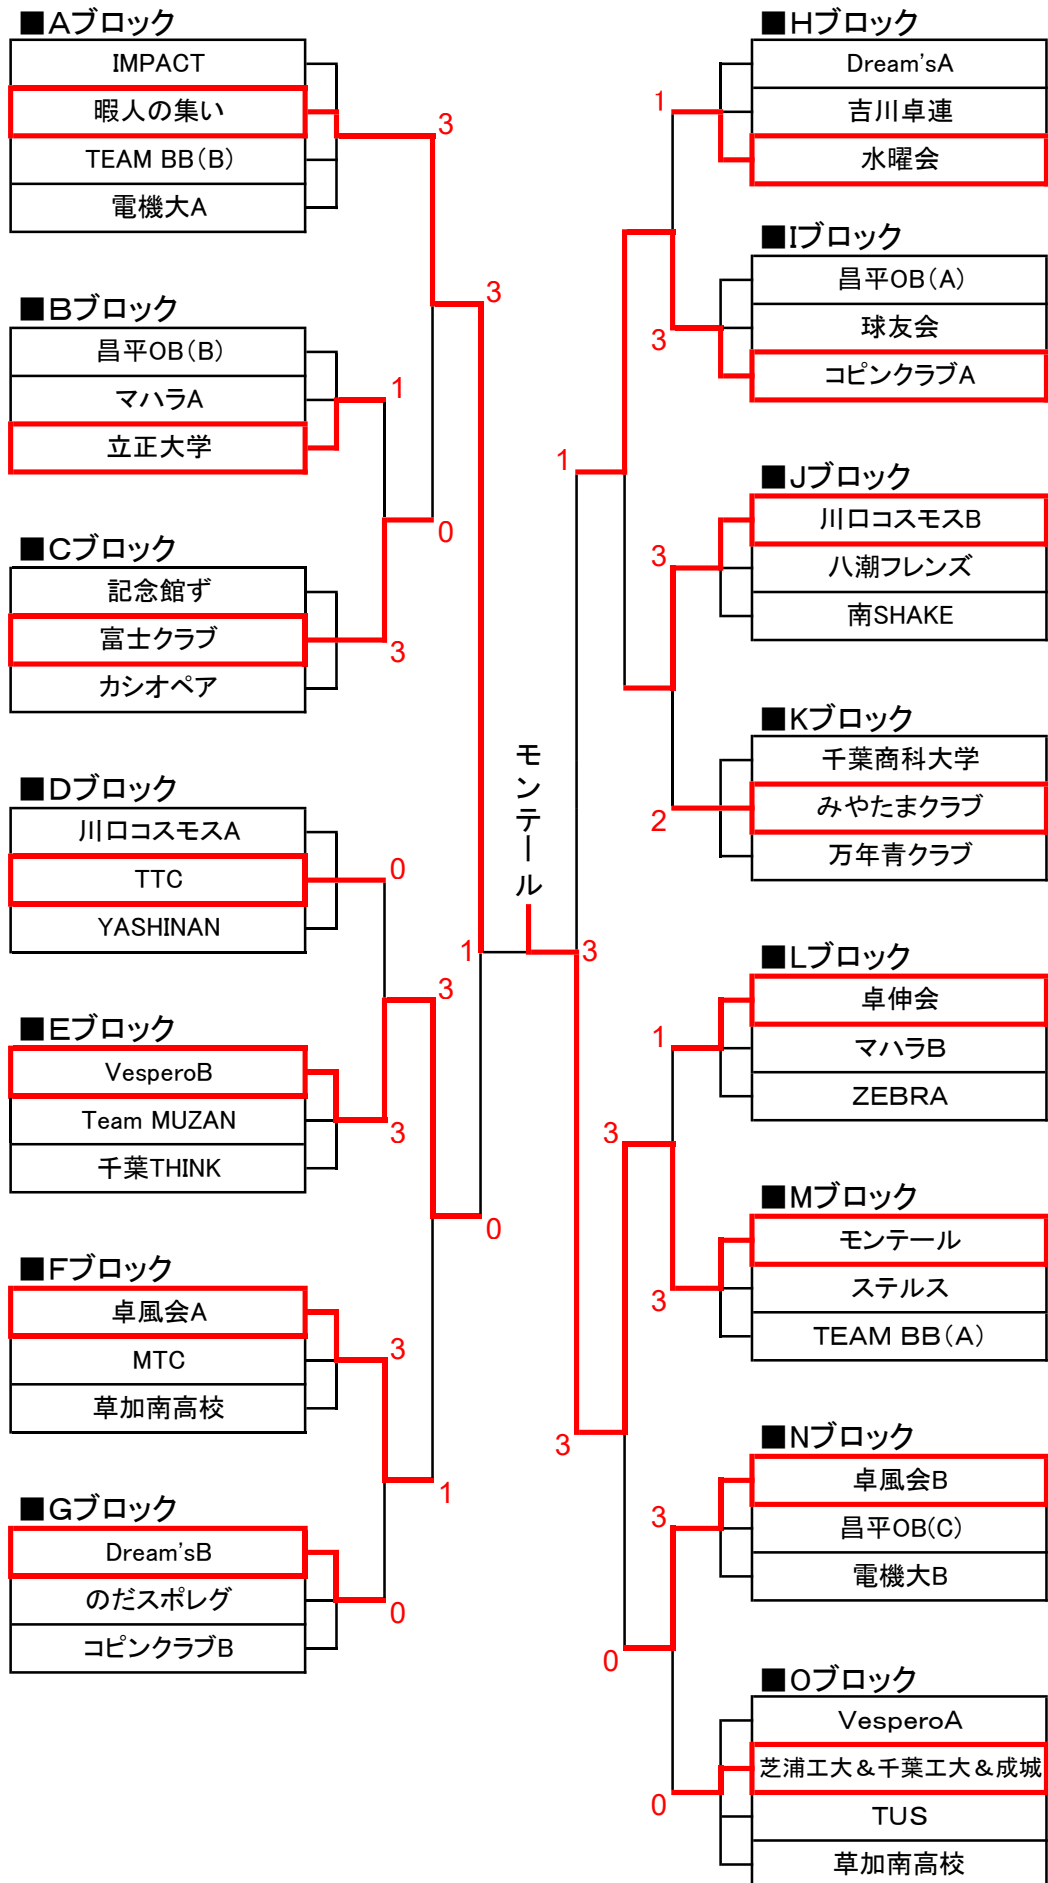 ■Aブロック
IMPACT
暇人の集い
TEAM BB(B)
電機大A
3
■Bブロック
昌平OB(B)
マハラA
立正大学
1
3
■Cブロック
記念館ず
富士クラブ
カシオペア
3
0
■Dブロック
川口コスモスA
TTC
YASHINAN
0
■Eブロック
VesperoB
Team MUZAN
千葉THINK
3
3
1
■Fブロック
卓風会A
MTC
草加南高校
3
0
■Gブロック
Dream'sB
のだスポレグ
コピンクラブB
0
1
モンテール
3
■Hブロック
Dream'sA
吉川卓連
水曜会
1
■Iブロック
昌平OB(A)
球友会
コピンクラブA
3
1
■Jブロック
川口コスモスB
八潮フレンズ
南SHAKE
3
■Kブロック
千葉商科大学
みやたまクラブ
万年青クラブ
2
■Lブロック
卓伸会
マハラB
ZEBRA
1
3
■Mブロック
モンテール
ステルス
TEAM BB(A)
3
3
■Nブロック
卓風会B
昌平OB(C)
電機大B
3
0
■Oブロック
VesperoA
芝浦工大&千葉工大&成城
TUS
草加南高校
0